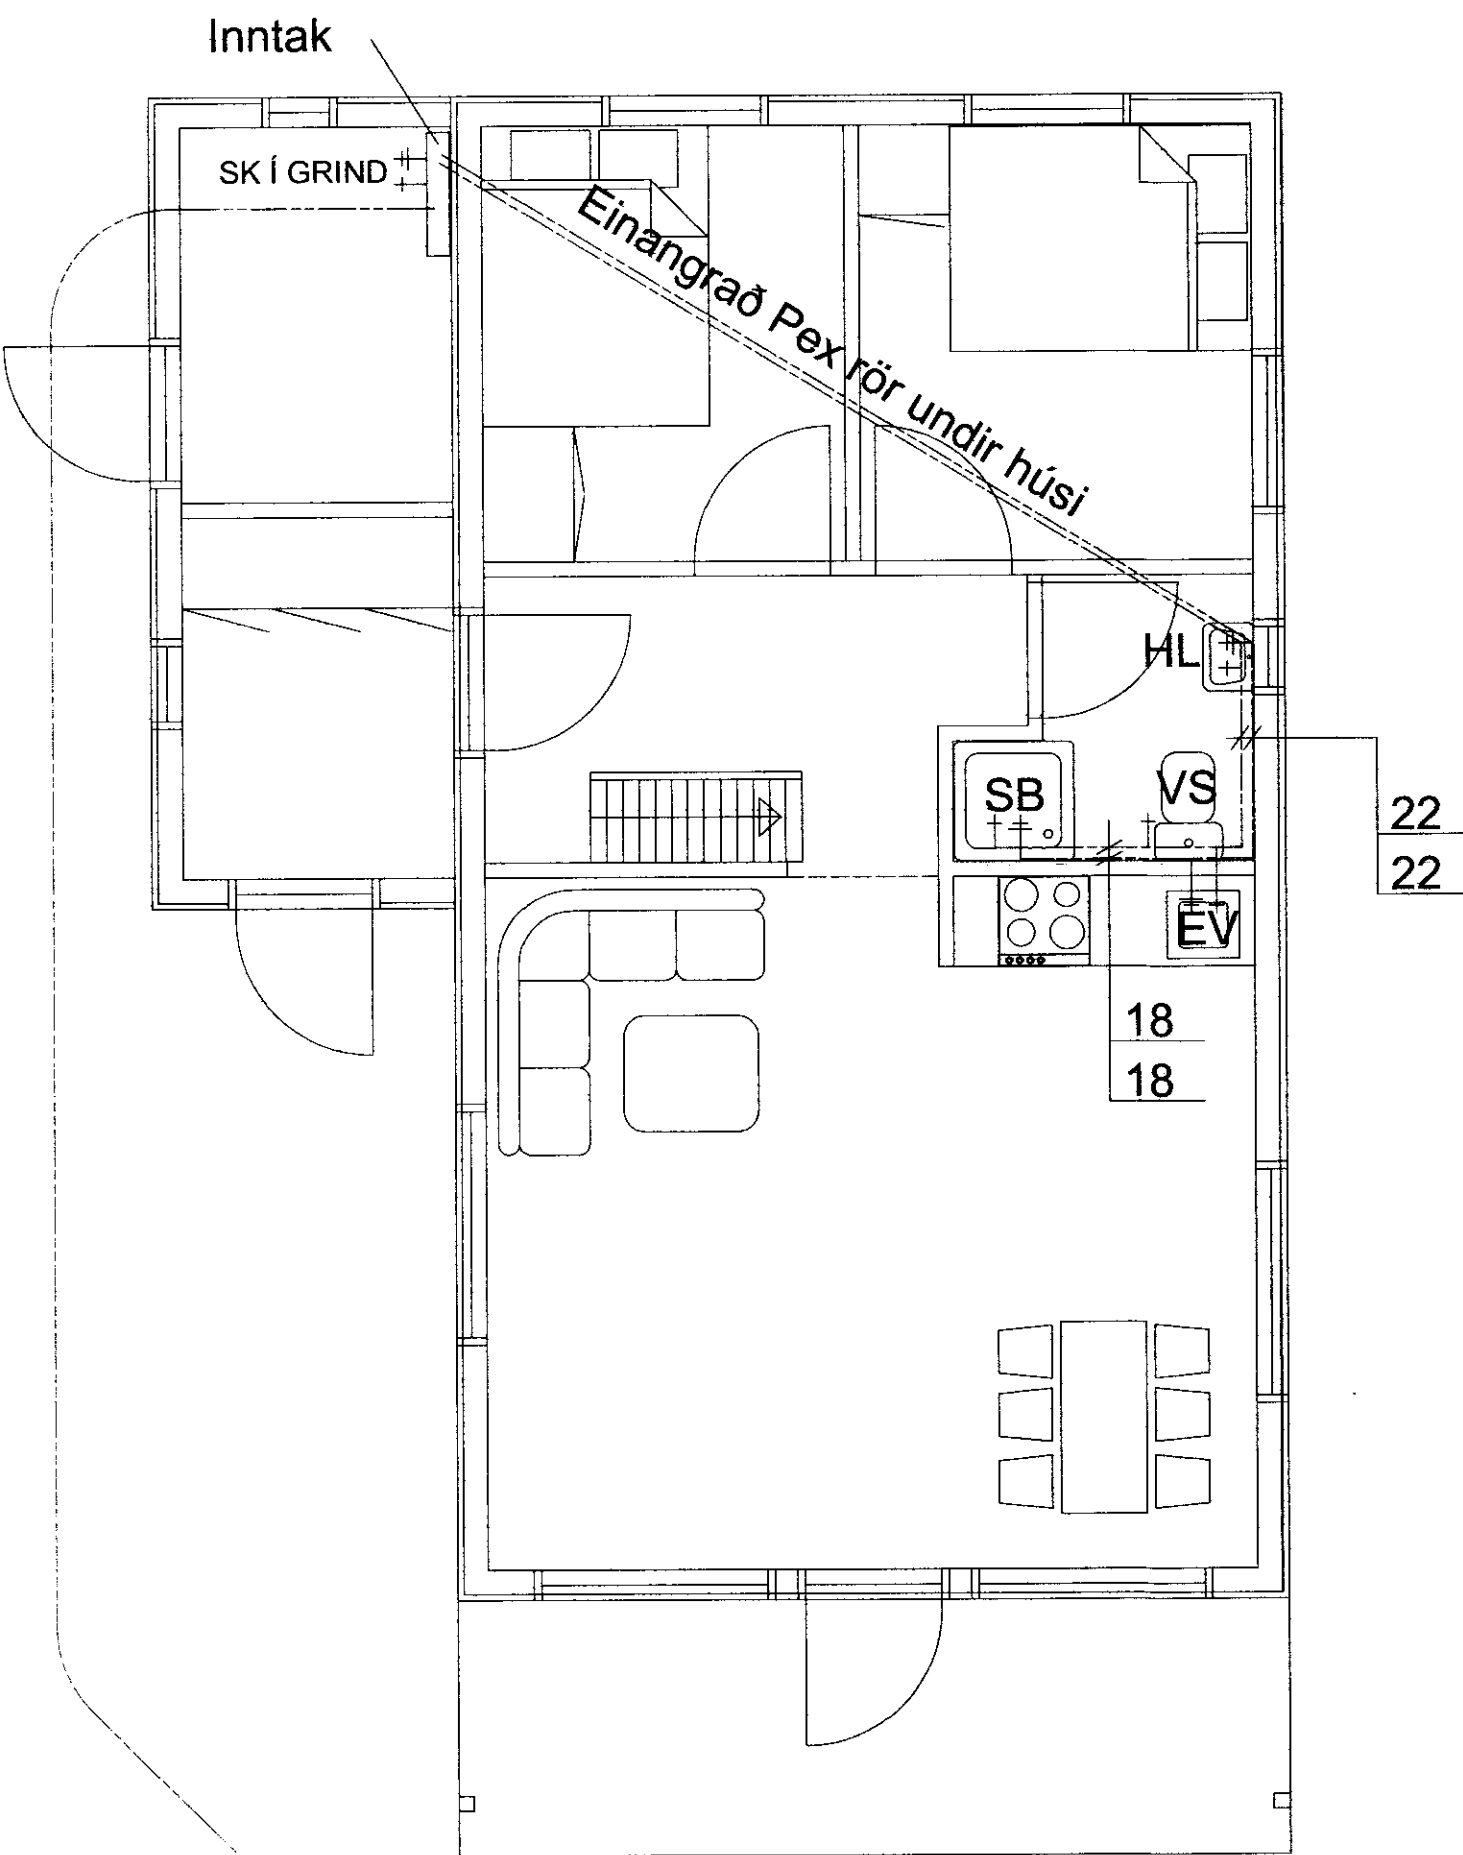 Inntak
SK Í GRIND
Einangrað Pex rör undir húsi
HL
SB
VS
22
22
EV
18
18